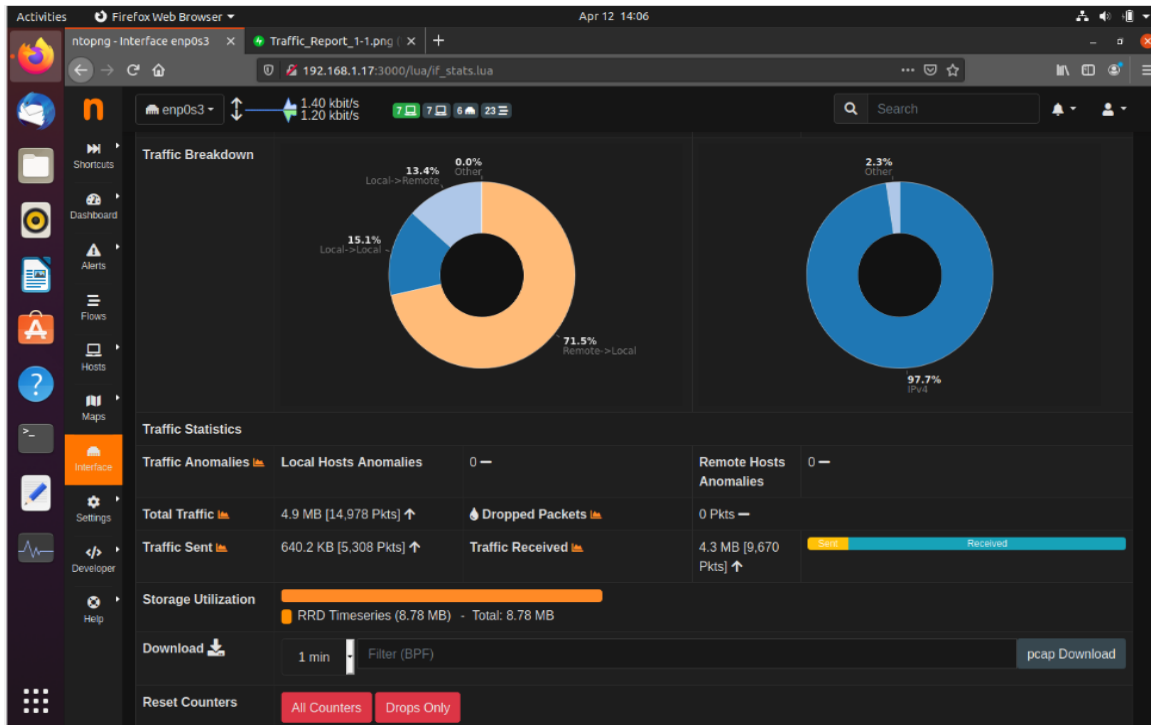 Activities Firefox Web Browser Apr 12 14:06
ntopng - Interface enp0s3 Traffic_Report_1-1.png (
192.168.1.17:3000/lua/if_stats.lua
enp0s3 1.40 kbit/s 7 7 6 23 Search
1.20 kbit/s
Shortcuts
Dashboard
Alerts
Flows
Hosts
Maps
Interface
Settings
Developer
Help
Traffic Breakdown
0.0%
Other
13.4%
Local->Remote
15.1%
Local->Local
71.5%
Remote->Local
2.3%
Other
97.7%
IPv4
Traffic Statistics
Traffic Anomalies Local Hosts Anomalies 0 Remote Hosts Anomalies 0
Total Traffic 4.9 MB [14,978 Pkts] Dropped Packets 0 Pkts
Traffic Sent 640.2 KB [5,308 Pkts] Traffic Received 4.3 MB [9,670 Pkts] Sent Received
Storage Utilization
RRD Timeseries (8.78 MB) - Total: 8.78 MB
Download 1 min Filter (BPF) pcap Download
Reset Counters All Counters Drops Only